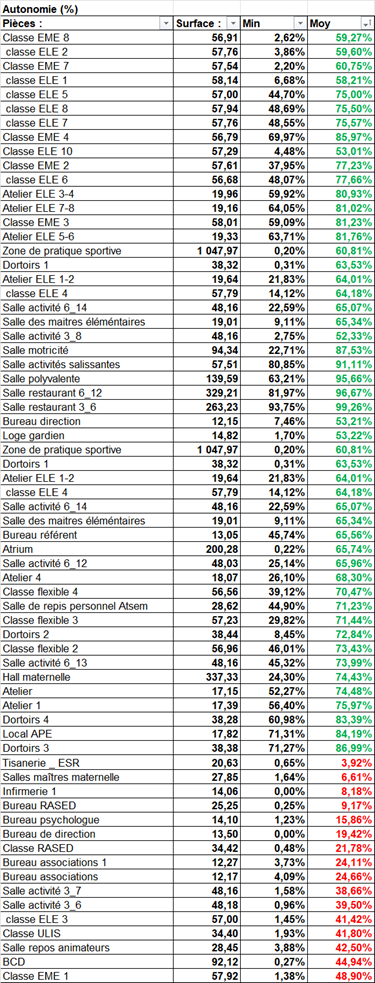 Autonomie (%)
Pièces : Surface : Min Moy
Classe EME 8 56,91 2,62% 59,27%
classe ELE 2 57,76 3,86% 59,60%
Classe EME 7 57,54 2,20% 60,75%
classe ELE 1 58,14 6,68% 58,21%
classe ELE 5 57,00 44,70% 75,00%
classe ELE 8 57,94 48,69% 75,50%
classe ELE 7 57,76 48,55% 75,57%
Classe EME 4 56,79 69,97% 85,97%
Classe ELE 10 57,29 4,48% 53,01%
Classe EME 2 57,61 37,95% 77,23%
classe ELE 6 56,68 48,07% 77,66%
Atelier ELE 3-4 19,96 59,92% 80,93%
Atelier ELE 7-8 19,16 64,05% 81,02%
Classe EME 3 58,01 59,09% 81,23%
Atelier ELE 5-6 19,33 63,71% 81,76%
Zone de pratique sportive 1 047,97 0,20% 60,81%
Dortoirs 1 38,32 0,31% 63,53%
Atelier ELE 1-2 19,64 21,83% 64,01%
classe ELE 4 57,79 14,12% 64,18%
Salle activité 6_14 48,16 22,59% 65,07%
Salle des maitres éléméntaires 19,01 9,11% 65,34%
Salle activité 3_8 48,16 2,75% 52,33%
Salle motricité 94,34 22,71% 87,53%
Salle activités salissantes 57,51 80,85% 91,11%
Salle polyvalente 139,59 63,21% 95,66%
Salle restaurant 6_12 329,21 81,97% 96,67%
Salle restaurant 3_6 263,23 93,75% 99,26%
Bureau direction 12,15 7,46% 53,21%
Loge gardien 14,82 1,70% 53,22%
Zone de pratique sportive 1 047,97 0,20% 60,81%
Dortoirs 1 38,32 0,31% 63,53%
Atelier ELE 1-2 19,64 21,83% 64,01%
classe ELE 4 57,79 14,12% 64,18%
Salle activité 6_14 48,16 22,59% 65,07%
Salle des maitres éléméntaires 19,01 9,11% 65,34%
Bureau référent 13,05 45,74% 65,56%
Atrium 200,28 0,22% 65,74%
Salle activité 6_12 48,03 25,14% 65,96%
Atelier 4 18,07 26,10% 68,30%
Classe flexible 4 56,56 39,12% 70,47%
Salle de repis personnel Atsem 28,62 44,90% 71,23%
Classe flexible 3 57,23 29,82% 71,44%
Dortoirs 2 38,44 8,45% 72,84%
Classe flexible 2 56,96 46,01% 73,43%
Salle activité 6_13 48,16 45,32% 73,99%
Hall maternelle 337,33 24,30% 74,43%
Atelier 17,15 52,27% 74,48%
Atelier 1 17,39 56,40% 75,97%
Dortoirs 4 38,28 60,98% 83,39%
Local APE 17,82 71,31% 84,19%
Dortoirs 3 38,38 71,27% 86,99%
Tisanerie _ ESR 20,63 0,65% 3,92%
Salles maîtres maternelle 27,85 1,64% 6,61%
Infirmerie 1 14,06 0,00% 8,18%
Bureau RASED 25,25 0,25% 9,17%
Bureau psychologue 14,10 1,23% 15,86%
Bureau de direction 13,50 0,00% 19,42%
Classe RASED 34,42 0,48% 21,78%
Bureau associations 1 12,27 3,73% 24,11%
Bureau associations 12,17 4,09% 24,66%
Salle activité 3_7 48,16 1,58% 38,66%
Salle activité 3_6 48,18 0,96% 39,50%
classe ELE 3 57,00 1,45% 41,42%
Classe ULIS 34,40 1,93% 41,80%
Salle repos animateurs 28,45 3,88% 42,50%
BCD 92,12 0,27% 44,94%
Classe EME 1 57,92 1,38% 48,90%